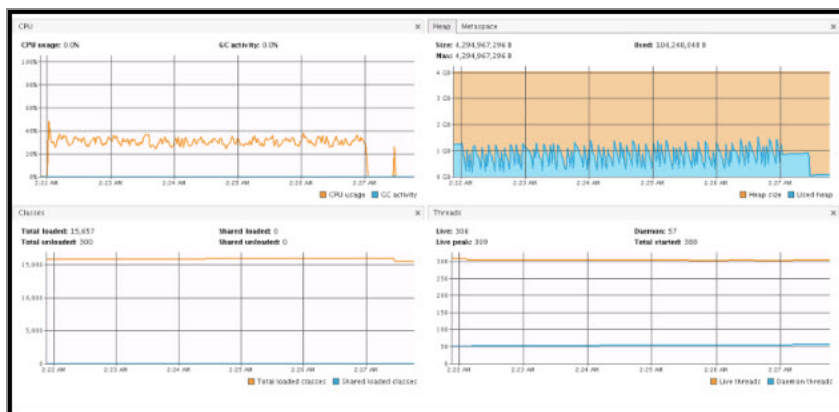 CPU
CPU usage: 0.0%
GC activity: 0.0%
100%
80%
60%
40%
20%
0%
2:22 AM
2:23 AM
2:24 AM
2:25 AM
2:26 AM
2:27 AM
CPU usage
GC activity
Heap
Metaspace
Size: 4,294,967,296 B
Used: 104,240,048 B
Max: 4,294,967,296 B
4 GB
3 GB
2 GB
1 GB
0 GB
2:22 AM
2:23 AM
2:24 AM
2:25 AM
2:26 AM
2:27 AM
Heap size
Used heap
Classes
Total loaded: 15,657
Shared loaded: 0
Total unloaded: 300
Shared unloaded: 0
15,000
10,000
5,000
0
2:22 AM
2:23 AM
2:24 AM
2:25 AM
2:26 AM
2:27 AM
Total loaded classes
Shared loaded classes
Threads
Live: 306
Daemon: 57
Live peak: 309
Total started: 388
300
250
200
150
100
50
0
2:22 AM
2:23 AM
2:24 AM
2:25 AM
2:26 AM
2:27 AM
Live threads
Daemon threads